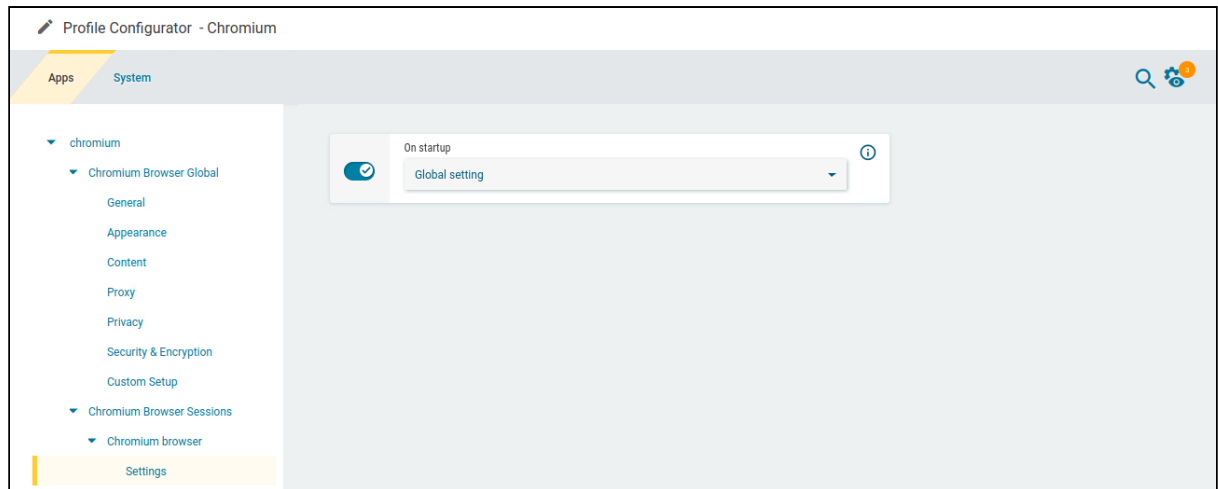 Profile Configurator - Chromium
Apps
System
chromium
Chromium Browser Global
General
Appearance
Content
Proxy
Privacy
Security & Encryption
Custom Setup
Chromium Browser Sessions
Chromium browser
Settings
On startup
Global setting